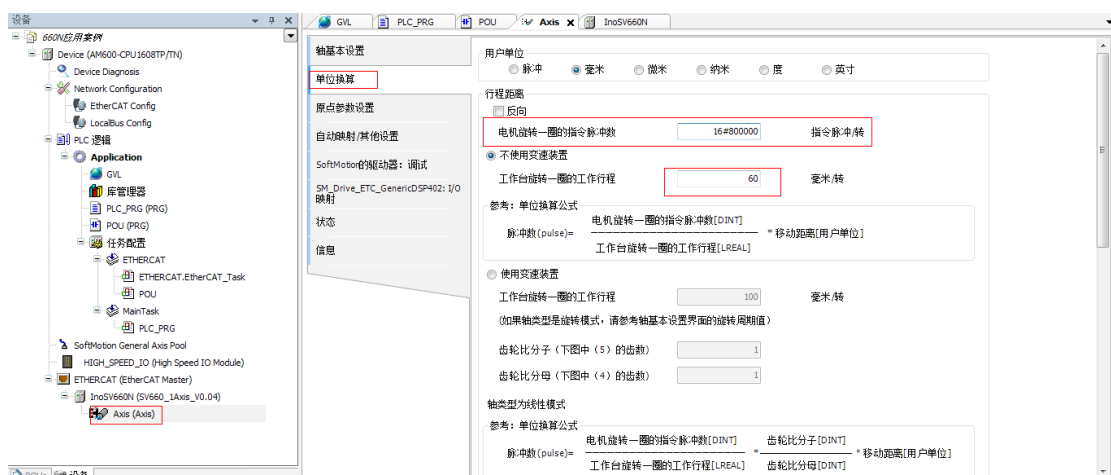 设备
660N应用案例
Device (AM600-CPU1608TP/TN)
Device Diagnosis
Network Configuration
EtherCAT Config
LocalBus Config
PLC 逻辑
Application
GVL
库管理器
PLC_PRG (PRG)
POU (PRG)
任务配置
ETHERCAT
ETHERCAT.EtherCAT_Task
POU
MainTask
PLC_PRG
SoftMotion General Axis Pool
HIGH_SPEED_IO (High Speed IO Module)
ETHERCAT (EtherCAT Master)
InoSV660N (SV660_1Axis_V0.04)
Axis (Axis)
GVL PLC_PRG POU Axis InoSV660N
轴基本设置
单位换算
原点参数设置
自动映射/其他设置
SoftMotion的驱动器：调试
SM_Drive_ETC_GenericDSP402: I/O
映射
状态
信息
用户单位
脉冲 毫米 微米 纳米 度 英寸
行程距离
反向
电机旋转一圈的指令脉冲数 16#800000 指令脉冲/转
不使用变速装置
工作台旋转一圈的工作行程 60 毫米/转
参考：单位换算公式
电机旋转一圈的指令脉冲数[DINT]
脉冲数(pulse)= * 移动距离[用户单位]
工作台旋转一圈的工作行程[LREAL]
使用变速装置
工作台旋转一圈的工作行程 100 毫米/转
(如果轴类型是旋转模式，请参考轴基本设置界面的旋转周期值)
齿轮比分子（下图中（5）的齿数） 1
齿轮比分母（下图中（4）的齿数） 1
轴类型为线性模式
参考：单位换算公式
电机旋转一圈的指令脉冲数[DINT] 齿轮比分子[DINT]
脉冲数(pulse)= * * 移动距离[用户单位]
工作台旋转一圈的工作行程[LREAL] 齿轮比分母[DINT]